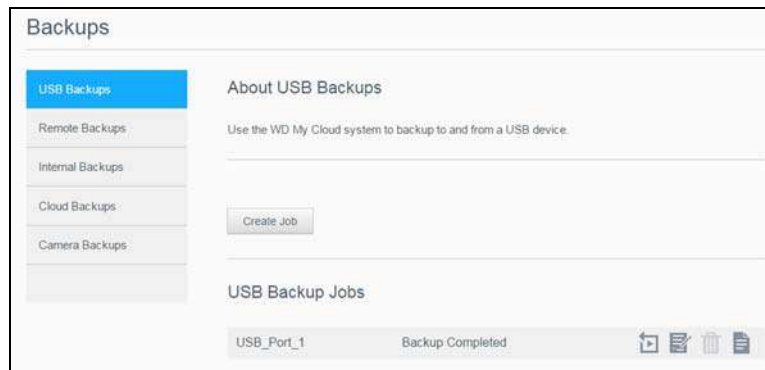 Backups
USB Backups
Remote Backups
Internal Backups
Cloud Backups
Camera Backups
About USB Backups
Use the WD My Cloud system to backup to and from a USB device.
Create Job
USB Backup Jobs
USB_Port_1 Backup Completed